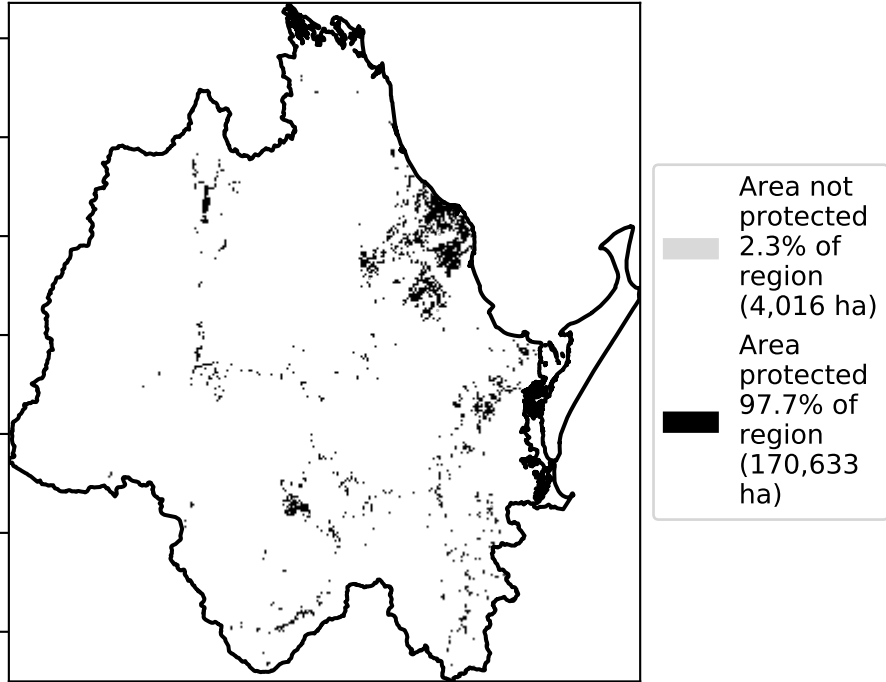 Area not
protected
2.3% of
region
(4,016 ha)
Area
protected
97.7% of
region
(170,633
ha)